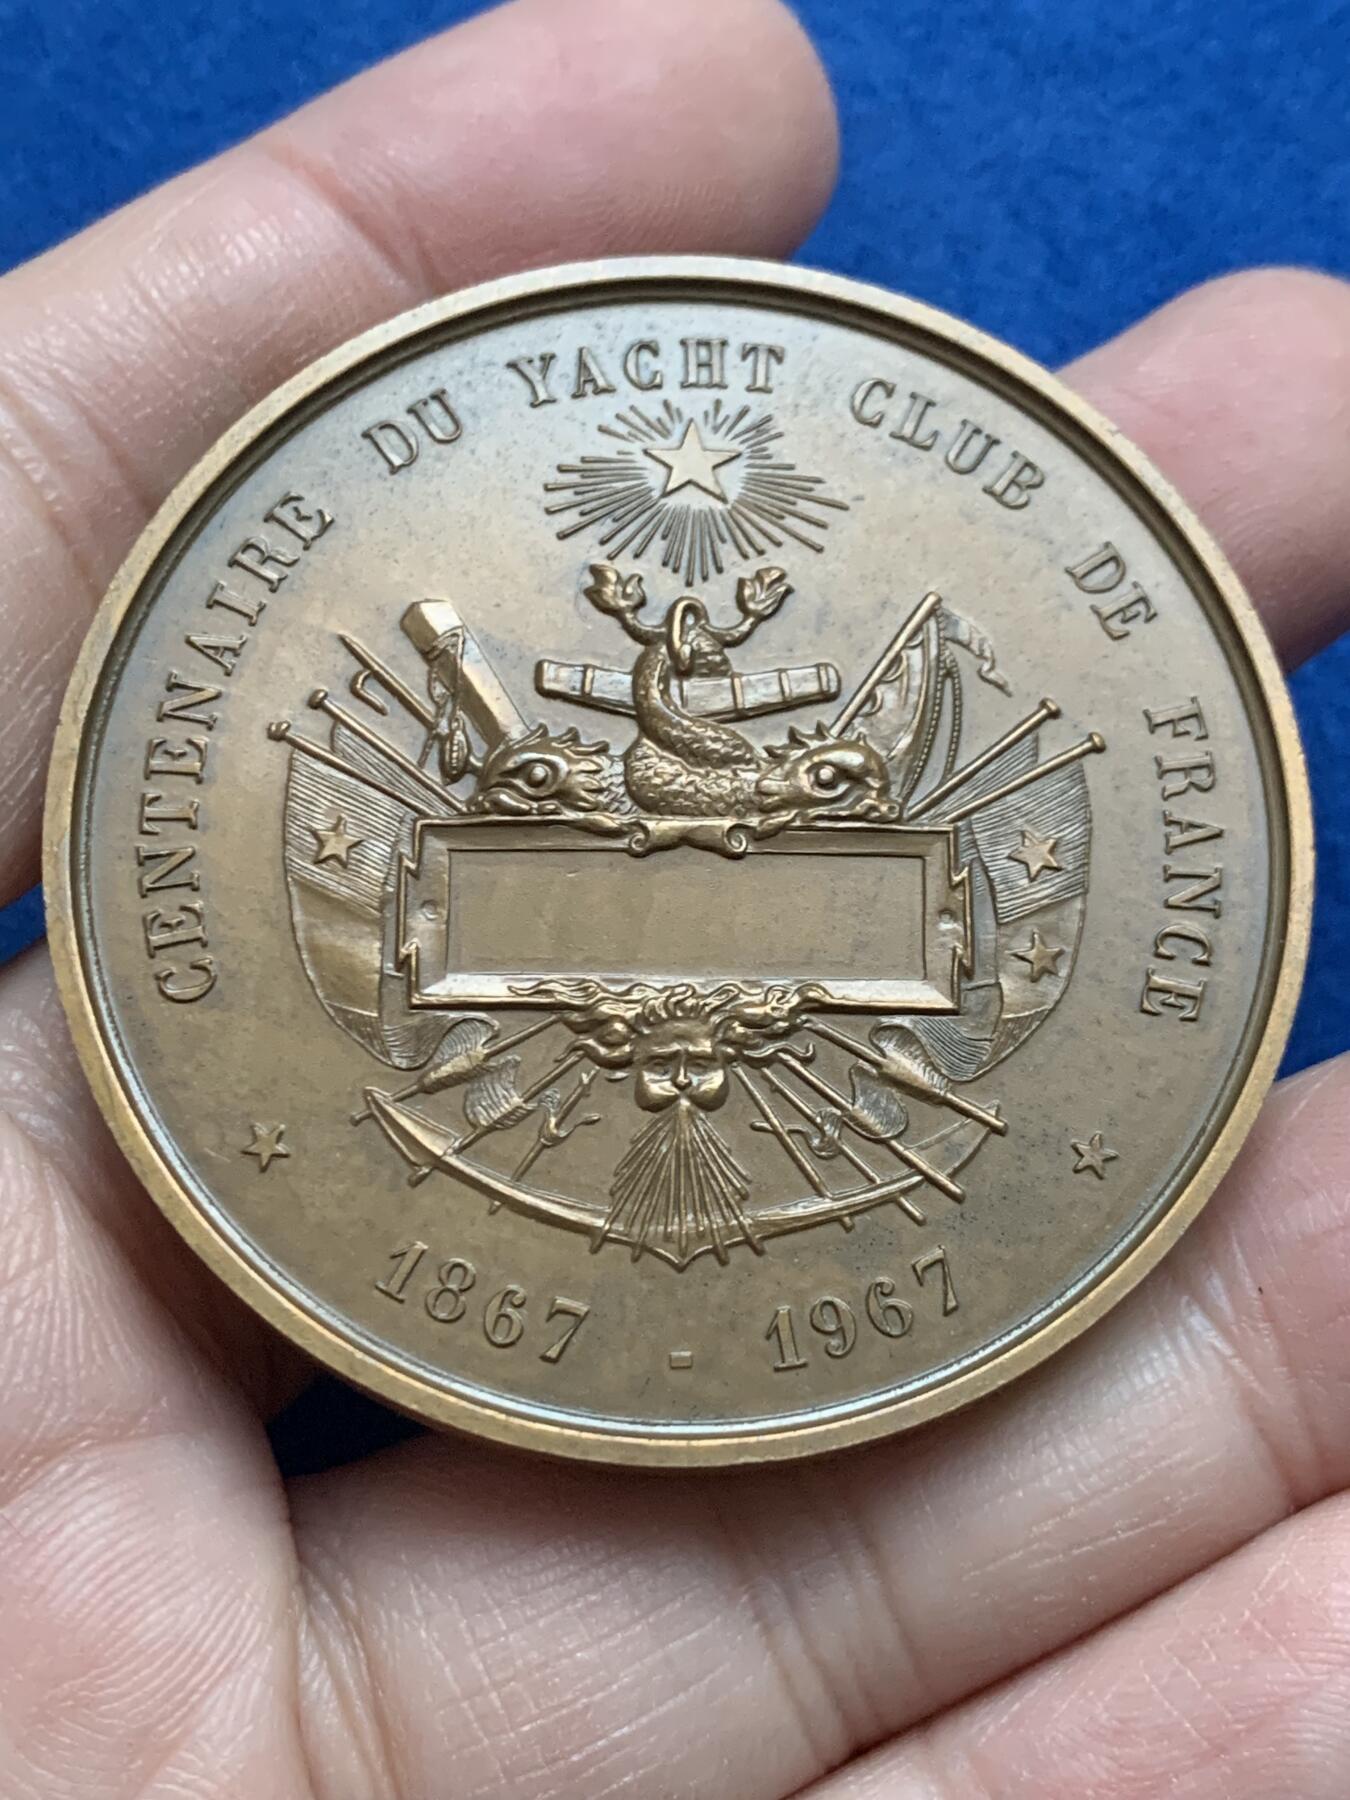 CENTENAIRE DU YACHT CLUB DE FRANCE
1867 - 1967